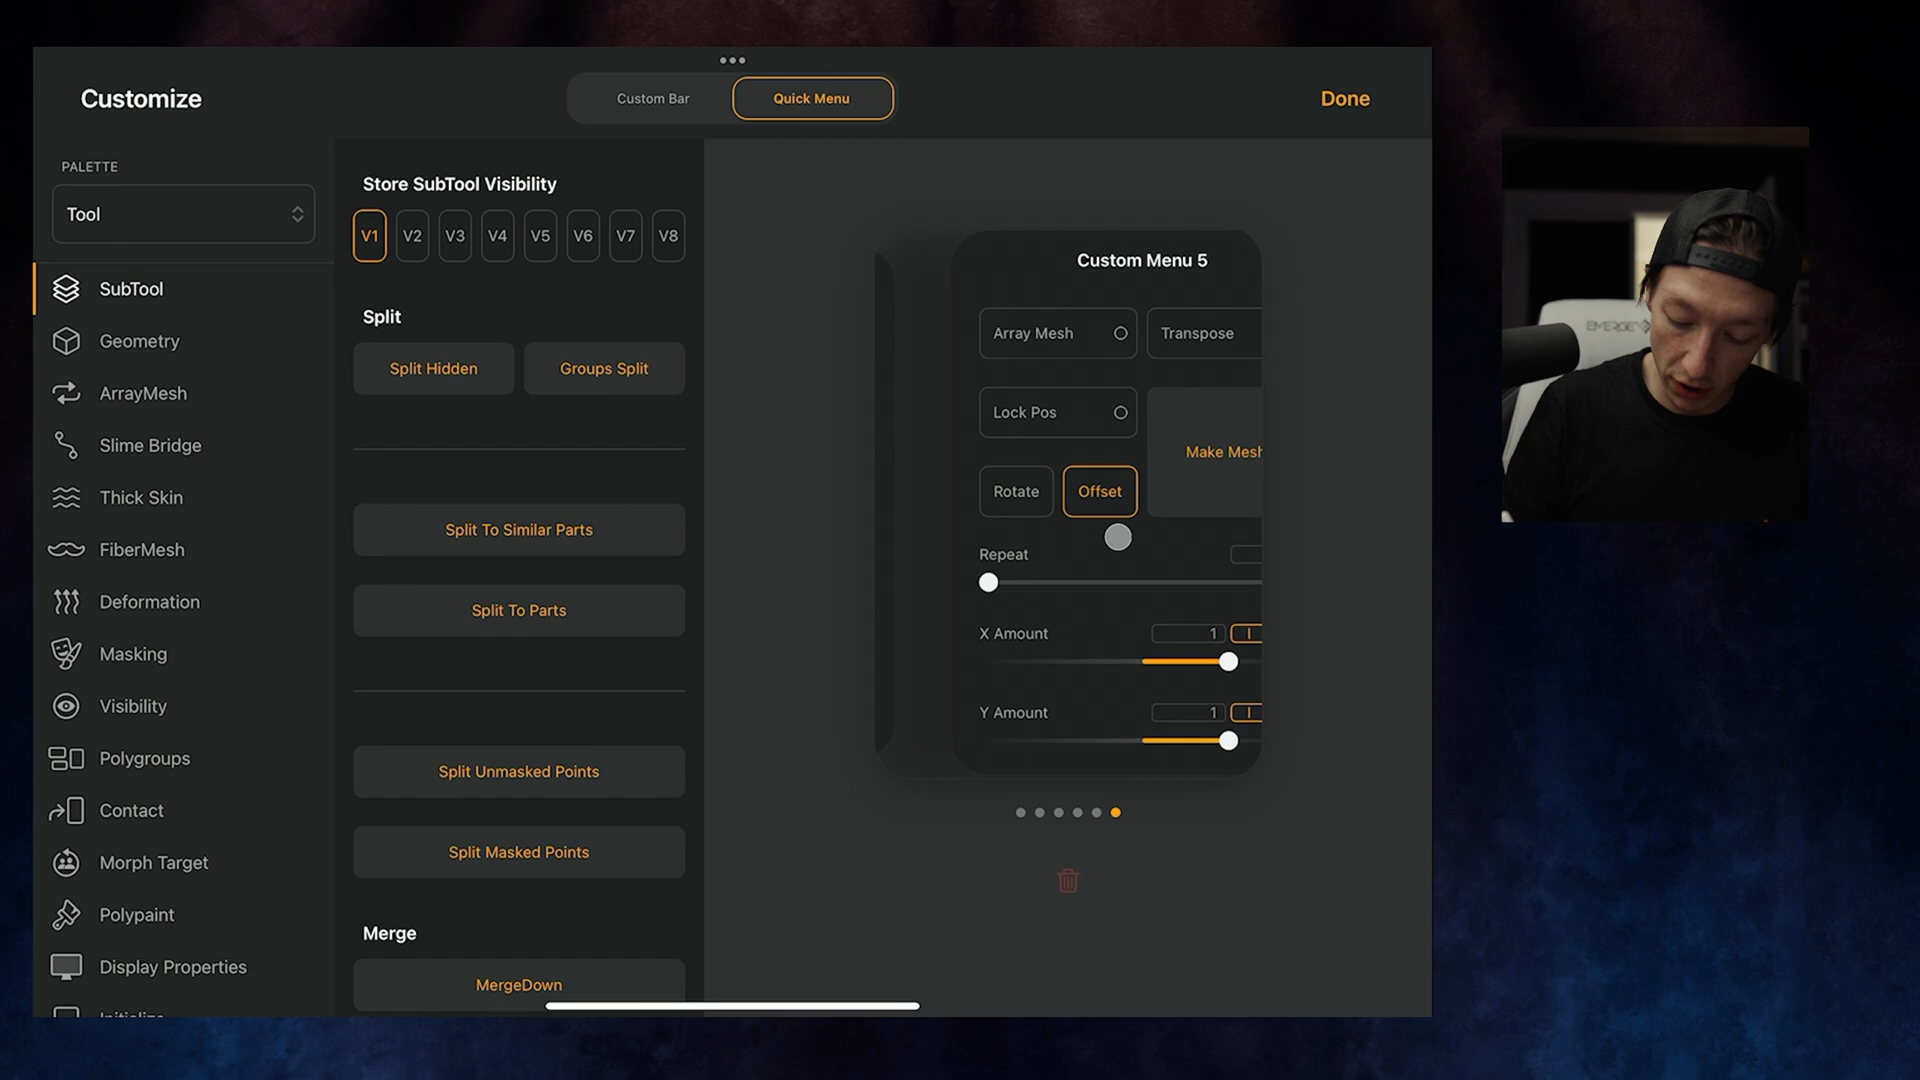 Customize
Custom Bar
Quick Menu
Done
PALETTE
Tool
SubTool
Geometry
ArrayMesh
Slime Bridge
Thick Skin
FiberMesh
Deformation
Masking
Visibility
Polygroups
Contact
Morph Target
Polypaint
Display Properties
Initialize
Store SubTool Visibility
V1 V2 V3 V4 V5 V6 V7 V8
Split
Split Hidden
Groups Split
Split To Similar Parts
Split To Parts
Split Unmasked Points
Split Masked Points
Merge
MergeDown
Custom Menu 5
Array Mesh
Transpose
Lock Pos
Make Mesh
Rotate
Offset
Repeat
X Amount
1
Y Amount
1